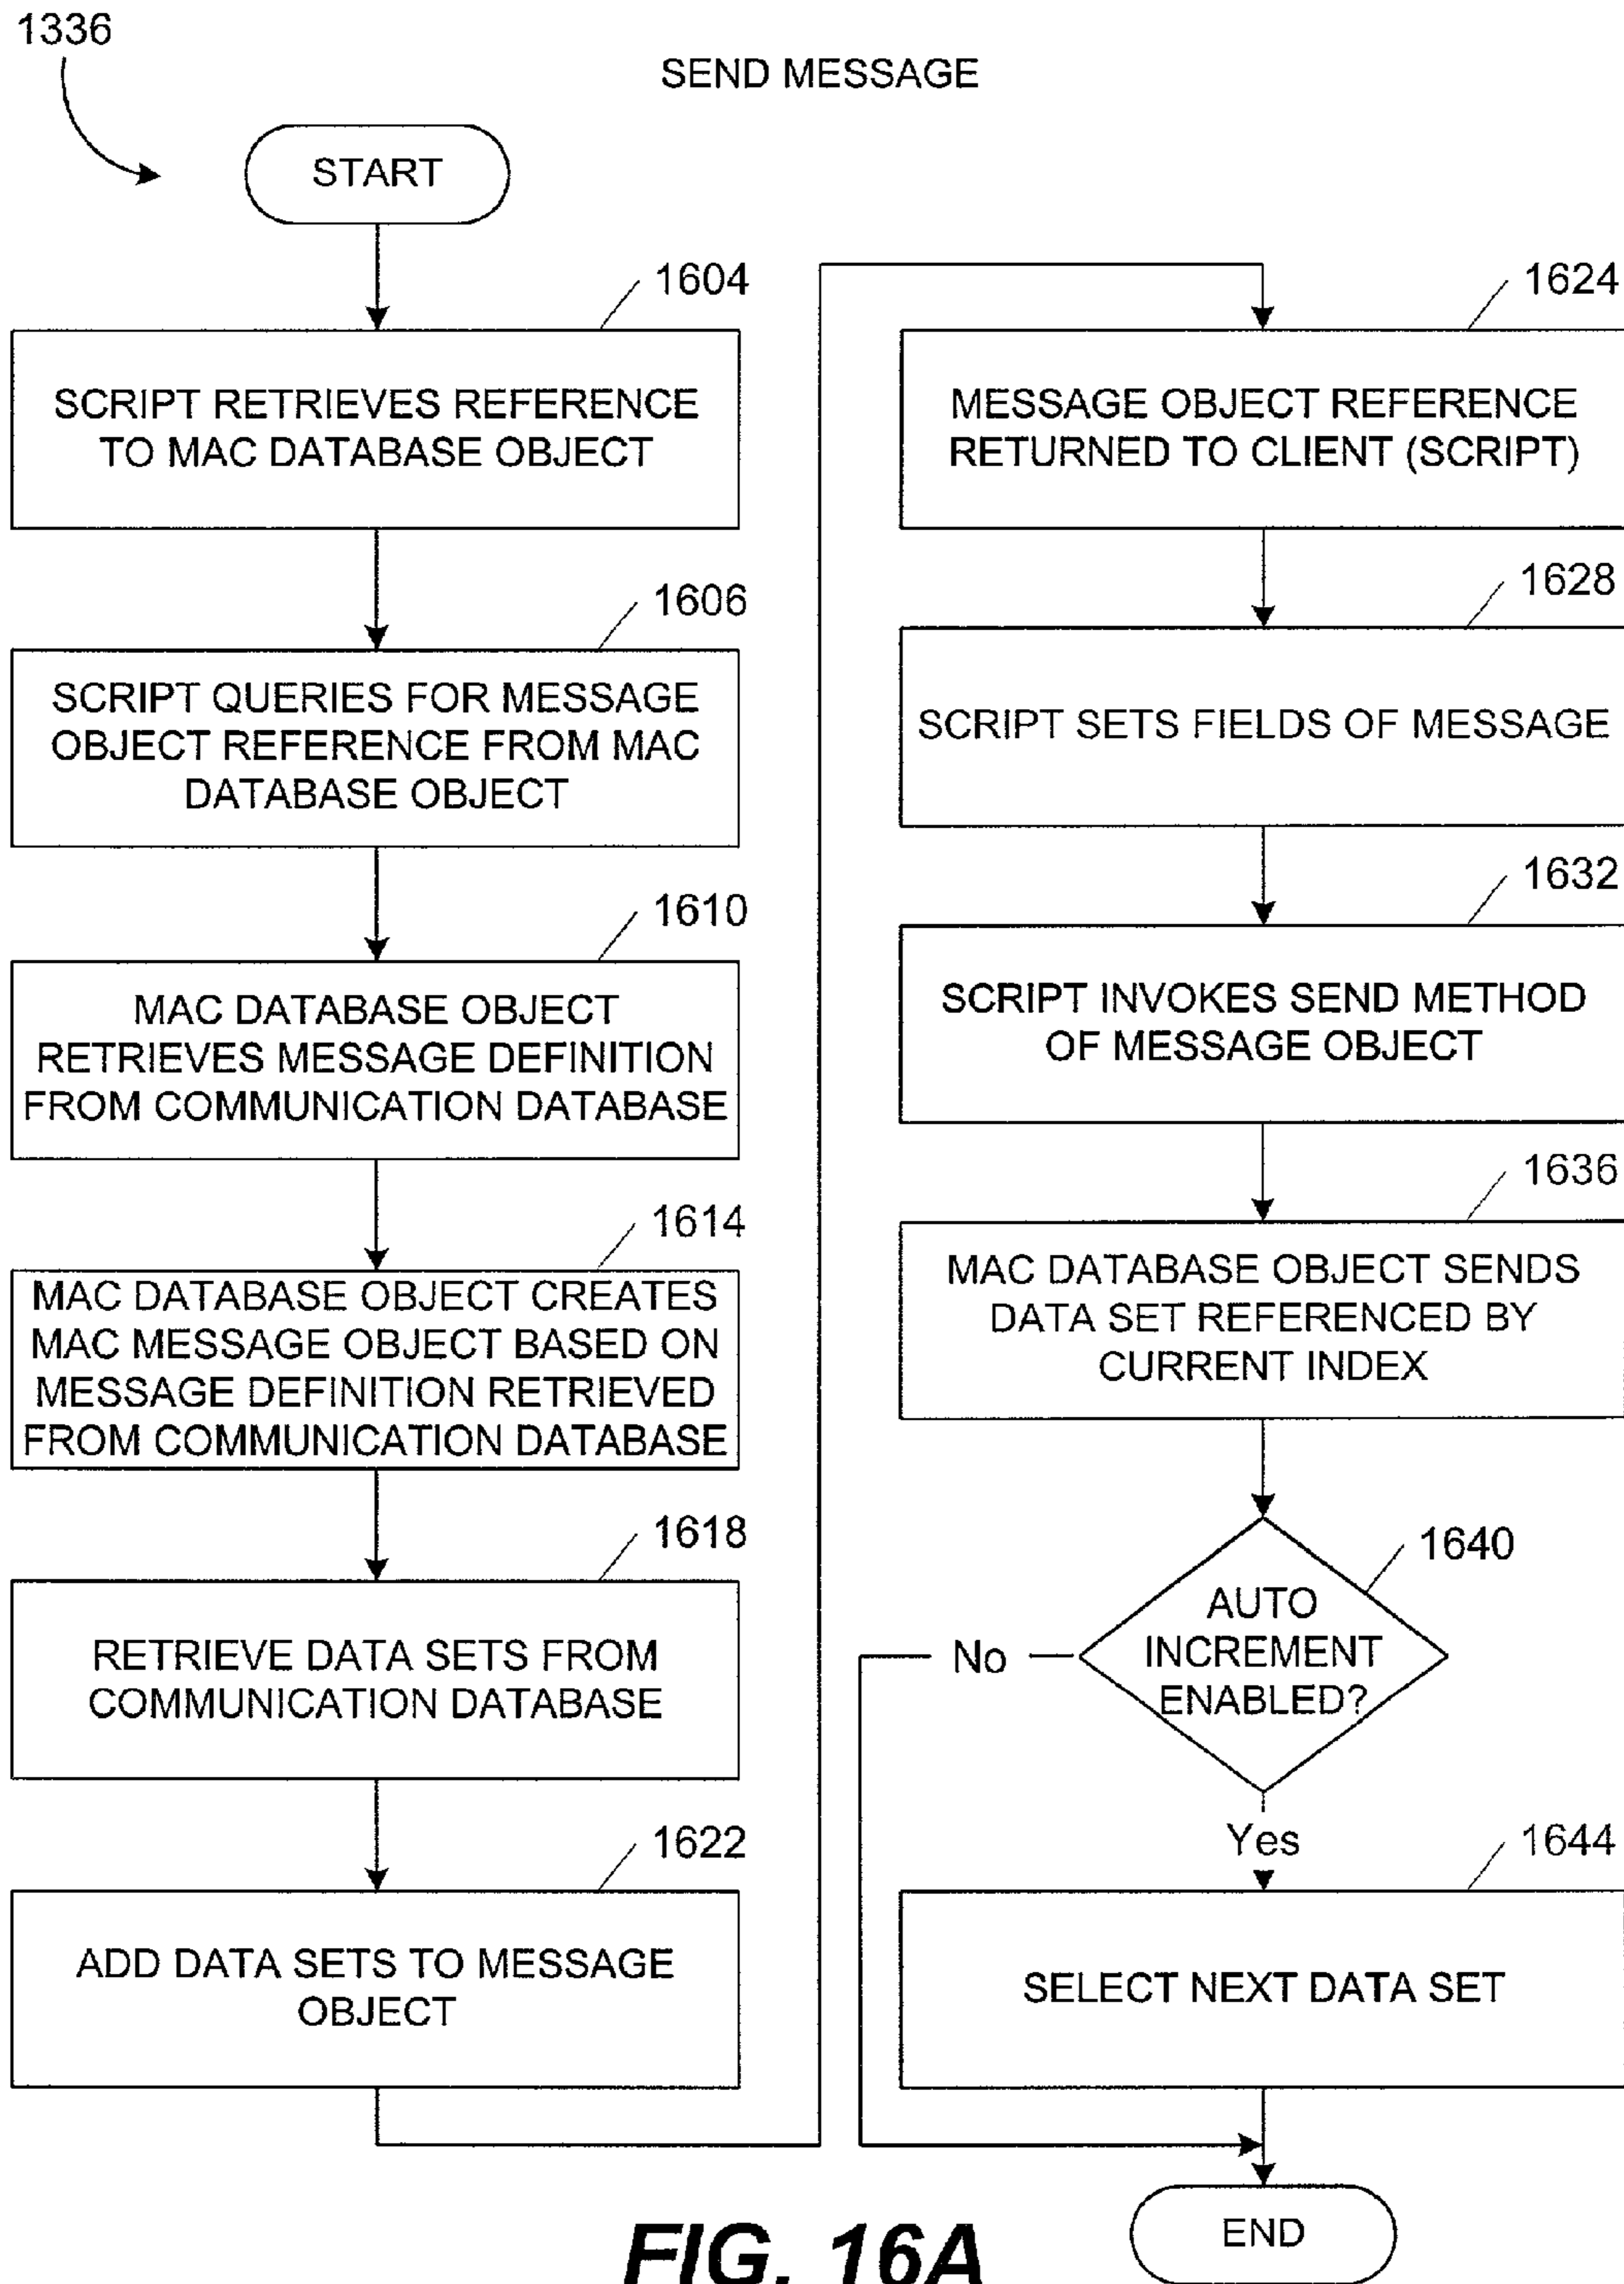 1336
SEND MESSAGE
START
1604
SCRIPT RETRIEVES REFERENCE
TO MAC DATABASE OBJECT
1606
SCRIPT QUERIES FOR MESSAGE
OBJECT REFERENCE FROM MAC
DATABASE OBJECT
1610
MAC DATABASE OBJECT
RETRIEVES MESSAGE DEFINITION
FROM COMMUNICATION DATABASE
1614
MAC DATABASE OBJECT CREATES
MAC MESSAGE OBJECT BASED ON
MESSAGE DEFINITION RETRIEVED
FROM COMMUNICATION DATABASE
1618
RETRIEVE DATA SETS FROM
COMMUNICATION DATABASE
1622
ADD DATA SETS TO MESSAGE
OBJECT
1624
MESSAGE OBJECT REFERENCE
RETURNED TO CLIENT (SCRIPT)
1628
SCRIPT SETS FIELDS OF MESSAGE
1632
SCRIPT INVOKES SEND METHOD
OF MESSAGE OBJECT
1636
MAC DATABASE OBJECT SENDS
DATA SET REFERENCED BY
CURRENT INDEX
1640
AUTO
INCREMENT
ENABLED?
No
Yes
1644
SELECT NEXT DATA SET
END
FIG. 16A